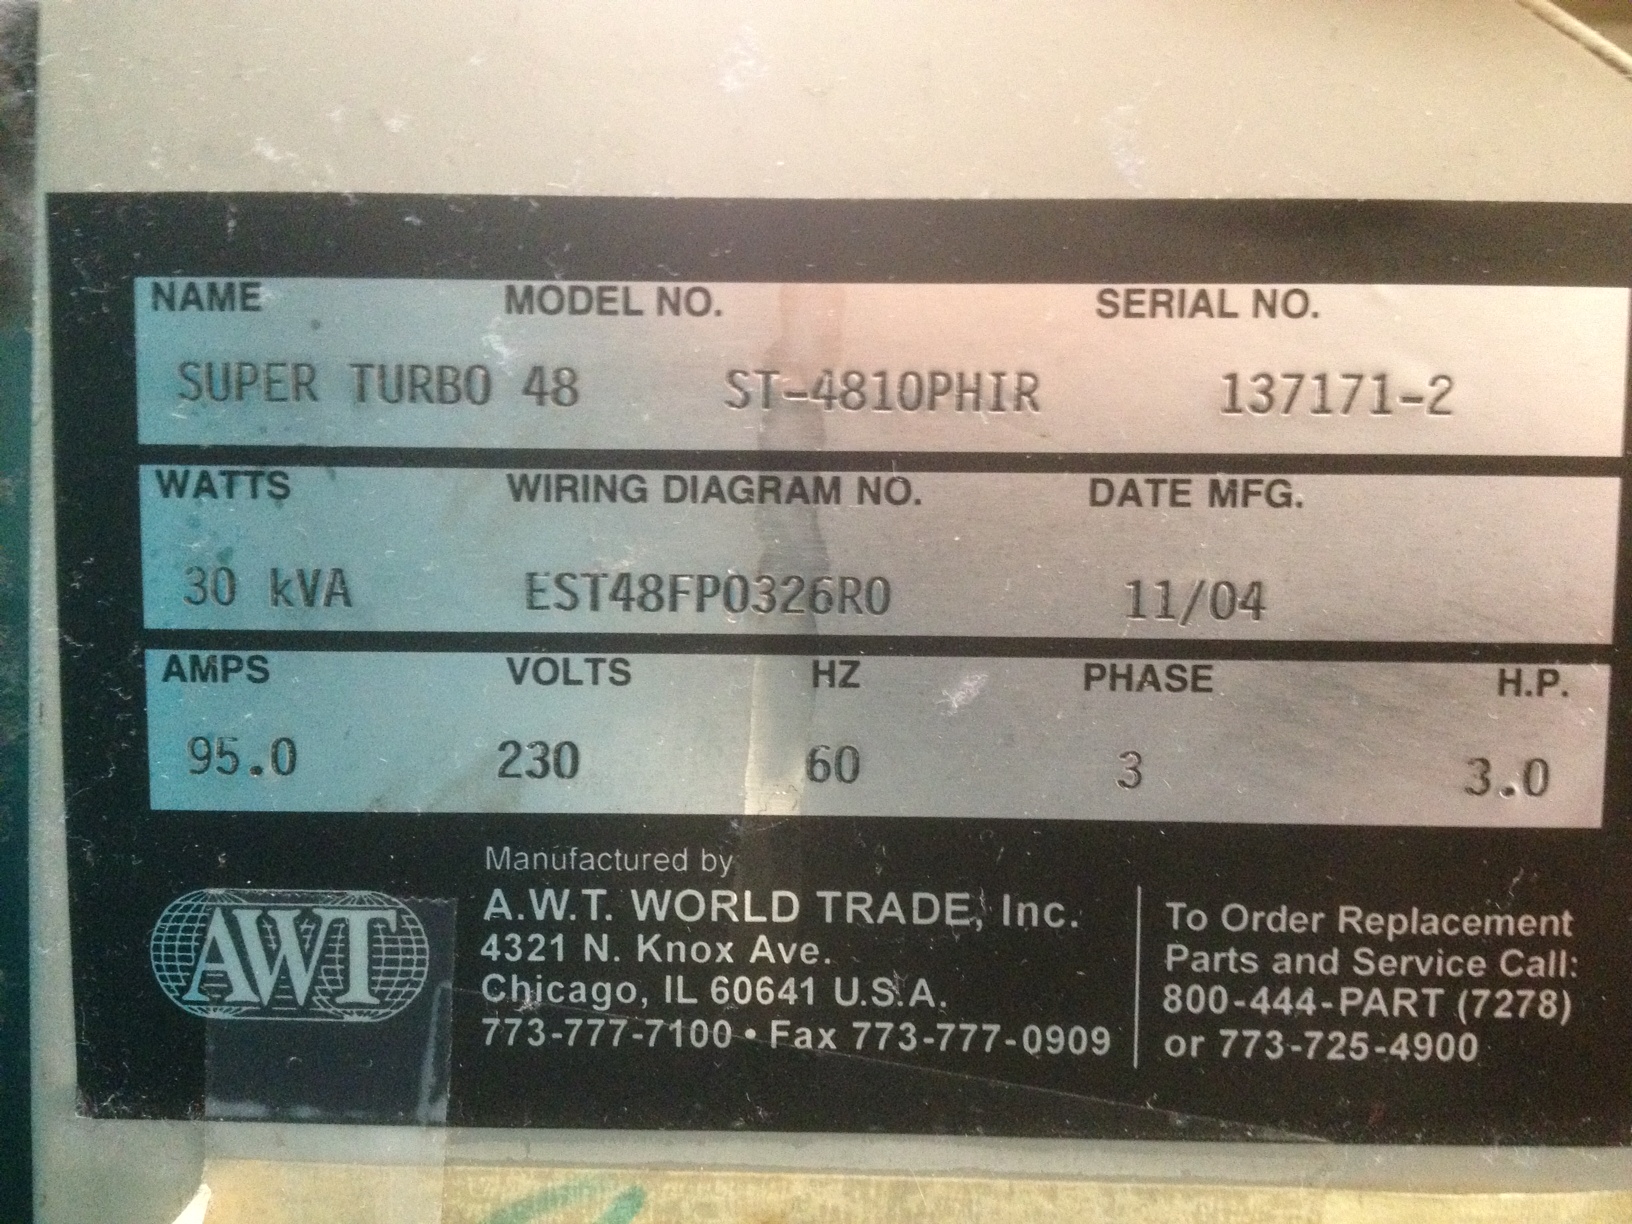 NAME MODEL NO. SERIAL NO.
SUPER TURBO 48 ST-4810PHIR 137171-2
WATTS WIRING DIAGRAM NO. DATE MFG.
30 kVA EST48FP0326R0 11/04
AMPS VOLTS HZ PHASE H.P.
95.0 230 60 3 3.0
Manufactured by
A.W.T. WORLD TRADE, Inc.
4321 N. Knox Ave.
Chicago, IL 60641 U.S.A.
773-777-7100 • Fax 773-777-0909
AWT
To Order Replacement
Parts and Service Call:
800-444-PART (7278)
or 773-725-4900